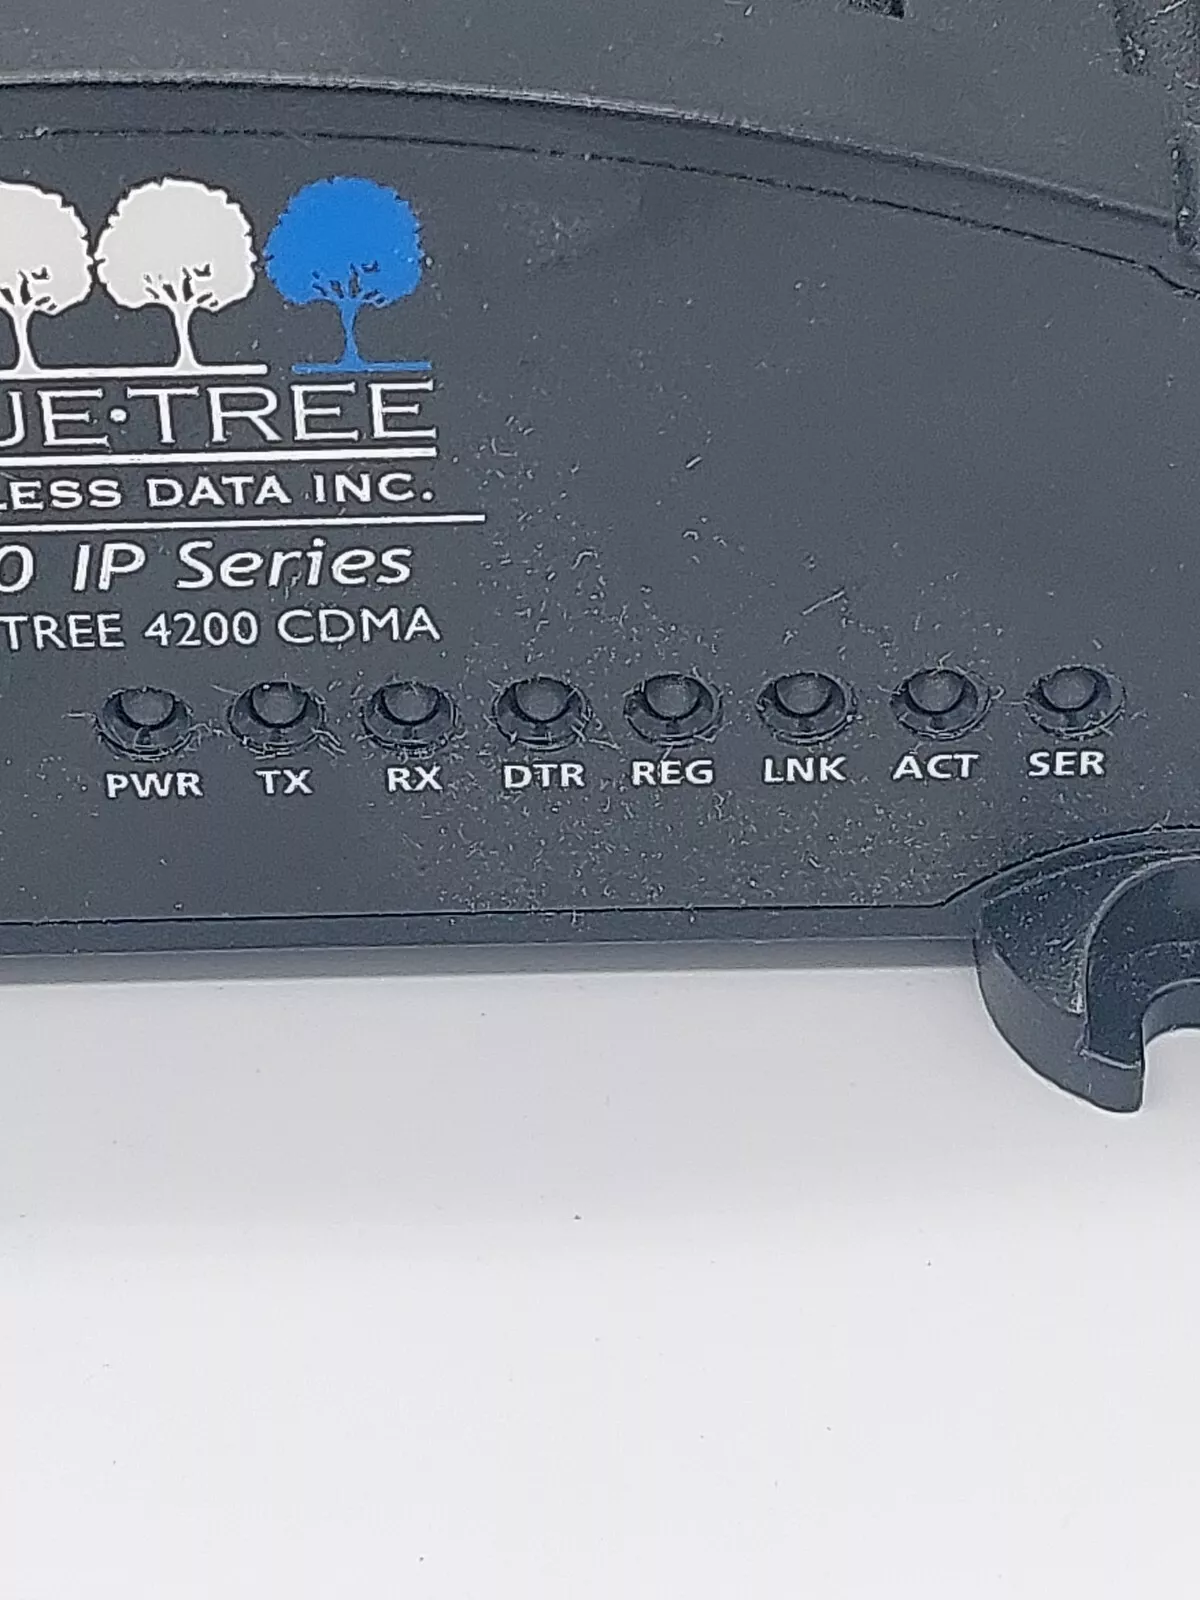 UE·TREE
LESS DATA INC.
0 IP Series
TREE 4200 CDMA
PWR TX RX DTR REG LNK ACT SER